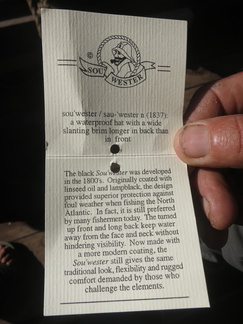 ©
SOU'
WESTER
sou'wester / sau-'wester n (1837):
a waterproof hat with a wide
slanting brim longer in back than
in front
The black Sou'wester was developed
in the 1800's. Originally coated with
linseed oil and lampblack, the design
provided superior protection against
foul weather when fishing the North
Atlantic. In fact, it is still preferred
by many fishermen today. The turned
up front and long back keep water
away from the face and neck without
hindering visibility. Now made with
a more modern coating, the
Sou'wester still gives the same
traditional look, flexibility and rugged
comfort demanded by those who
challenge the elements.